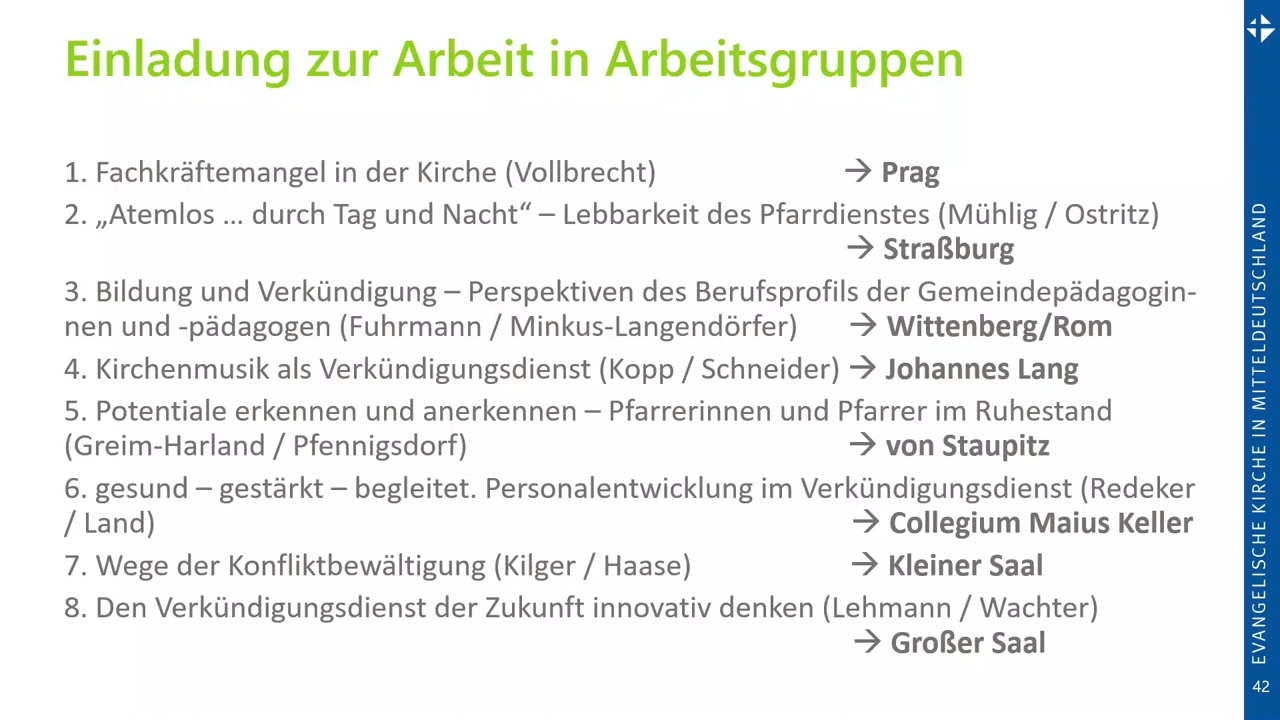 Einladung zur Arbeit in Arbeitsgruppen
1. Fachkräftemangel in der Kirche (Vollbrecht) → Prag
2. „Atemlos ... durch Tag und Nacht“ – Lebbarkeit des Pfarrdienstes (Mühlig / Ostritz)
→ Straßburg
3. Bildung und Verkündigung – Perspektiven des Berufsprofils der Gemeindepädagogin-
nen und -pädagogen (Fuhrmann / Minkus-Langendörfer) → Wittenberg/Rom
4. Kirchenmusik als Verkündigungsdienst (Kopp / Schneider) → Johannes Lang
5. Potentiale erkennen und anerkennen – Pfarrerinnen und Pfarrer im Ruhestand
(Greim-Harland / Pfennigsdorf) → von Staupitz
6. gesund – gestärkt – begleitet. Personalentwicklung im Verkündigungsdienst (Redeker
/ Land) → Collegium Maius Keller
7. Wege der Konfliktbewältigung (Kilger / Haase) → Kleiner Saal
8. Den Verkündigungsdienst der Zukunft innovativ denken (Lehmann / Wachter)
→ Großer Saal
EVANGELISCHE KIRCHE IN MITTELDEUTSCHLAND
42